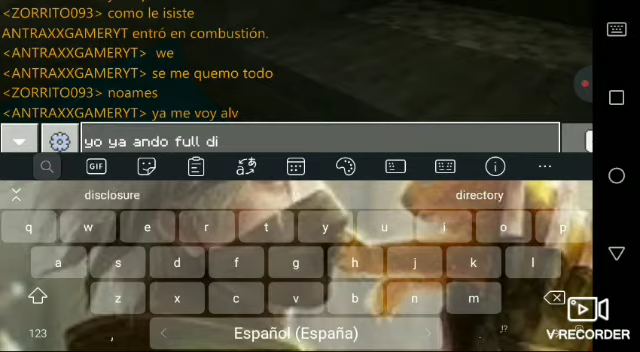 <ZORRITO093> como le isiste
ANTRAXXGAMERYT entró en combustión.
<ANTRAXXGAMERYT> we
<ANTRAXXGAMERYT> se me quemo todo
<ZORRITO093> noames
<ANTRAXXGAMERYT> ya me voy alv
yo ya ando full di
GIF
disclosure directory
q w e r t y u i o p
a s d f g h j k l
z x c v b n m
123 , Español (España) . !?
V RECORDER